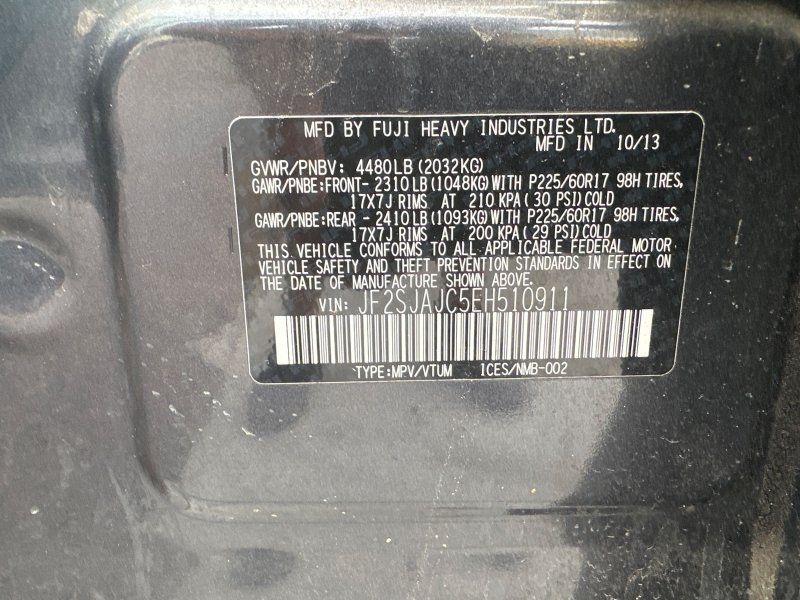 MFD BY FUJI HEAVY INDUSTRIES LTD.
MFD IN 10/13
GVWR/PNBV: 4480LB(2032KG)
GAWR/PNBE:FRONT- 2310LB(1048KG)WITH P225/60R17 98H TIRES,
17X7J RIMS AT 210 KPA(30 PSI)COLD
GAWR/PNBE:REAR - 2410LB(1093KG)WITH P225/60R17 98H TIRES,
17X7J RIMS AT 200 KPA(29 PSI)COLD
THIS VEHICLE CONFORMS TO ALL APPLICABLE FEDERAL MOTOR
VEHICLE SAFETY AND THEFT PREVENTION STANDARDS IN EFFECT ON
THE DATE OF MANUFACTURE SHOWN ABOVE.
VIN: JF2SJAJC5EH510911
TYPE:MPV/VTUM 1CES/NMB-002